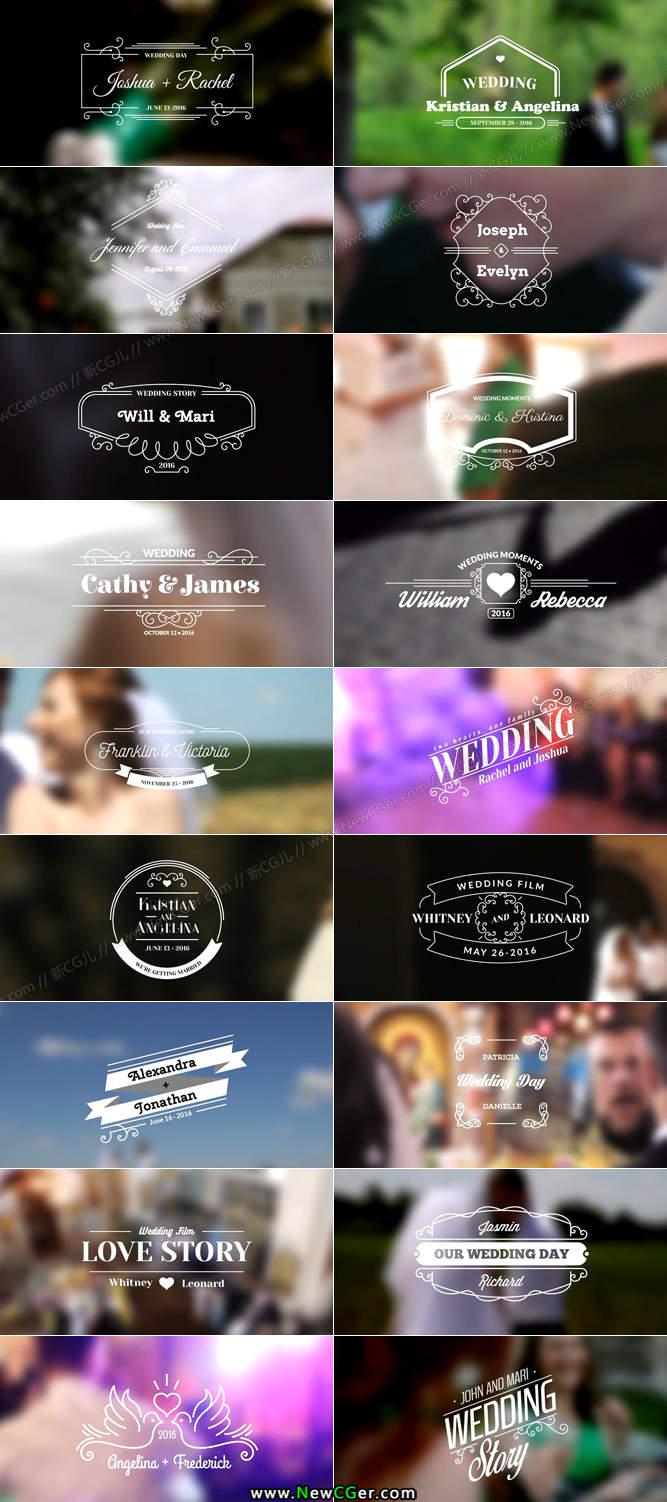 WEDDING DAY
Joshua + Rachel
JUNE 13-2016
WEDDING
Kristian & Angelina
SEPTEMBER 28 • 2016
Wedding Film
Jennifer and Emanuel
August 09-2016
Joseph
&
Evelyn
WEDDING STORY
Will & Mari
2016
WEDDING MOMENTS
Dominic & Kristina
OCTOBER 12 • 2016
WEDDING
Cathy & James
OCTOBER 12 • 2016
WEDDING MOMENTS
William Rebecca
2016
OUR WEDDING STORY
Franklin & Victoria
NOVEMBER 25 - 2016
two hearts, one family
WEDDING
Rachel and Joshua
KRISTIAN
AND
ANGELINA
JUNE 13 • 2016
WE'RE GETTING MARRIED
WEDDING FILM
WHITNEY AND LEONARD
MAY 26-2016
Alexandra
+
Jonathan
June 16-2016
PATRICIA
Wedding Day
DANIELLE
Wedding Film
LOVE STORY
Whitney Leonard
Jasmin
OUR WEDDING DAY
Richard
2016
Angelina + Frederick
JOHN AND MARI
WEDDING
Story
www.NewCGer.com // 新CG儿 // www.NewCGer.com // 新CG儿 //
www.NewCGer.com